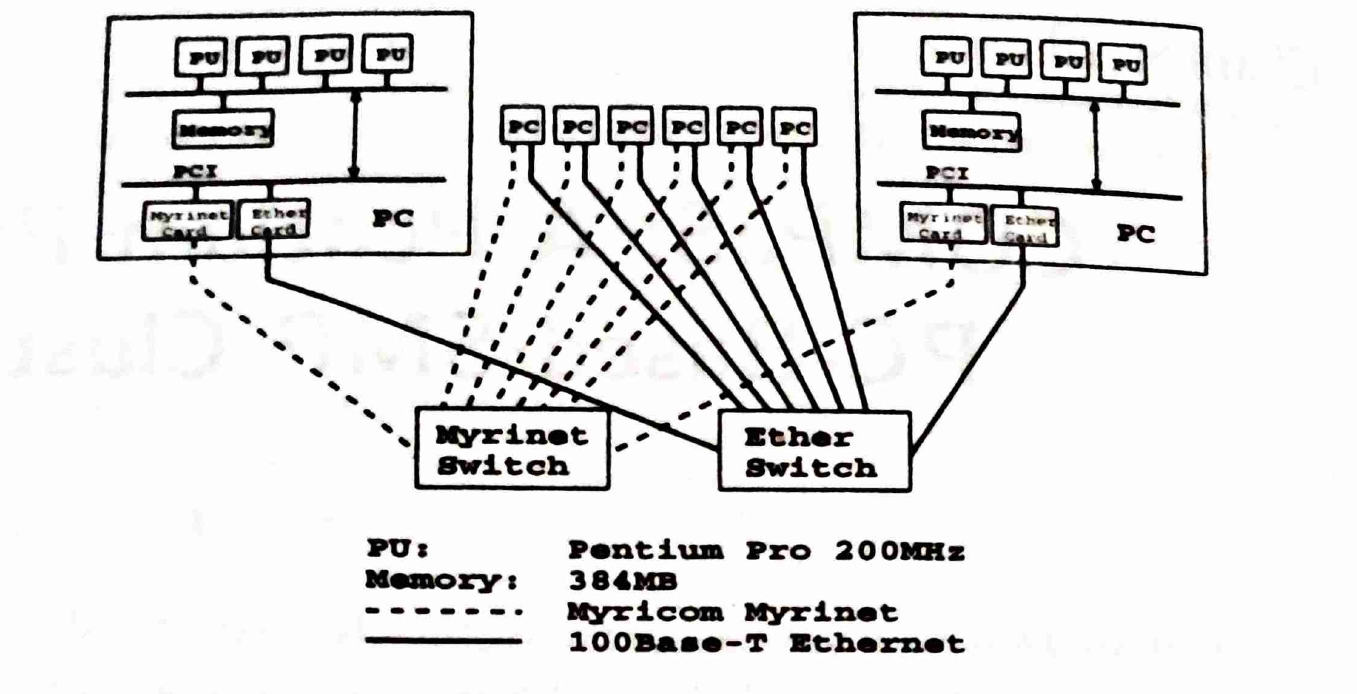 PU PU PU PU
Memory
PCI
Myrinet Card
Ether Card
PC
PC PC PC PC PC PC
PU PU PU PU
Memory
PCI
Myrinet Card
Ether Card
PC
Myrinet
Switch
Ether
Switch
PU: Pentium Pro 200MHz
Memory: 384MB
Myricom Myrinet
100Base-T Ethernet